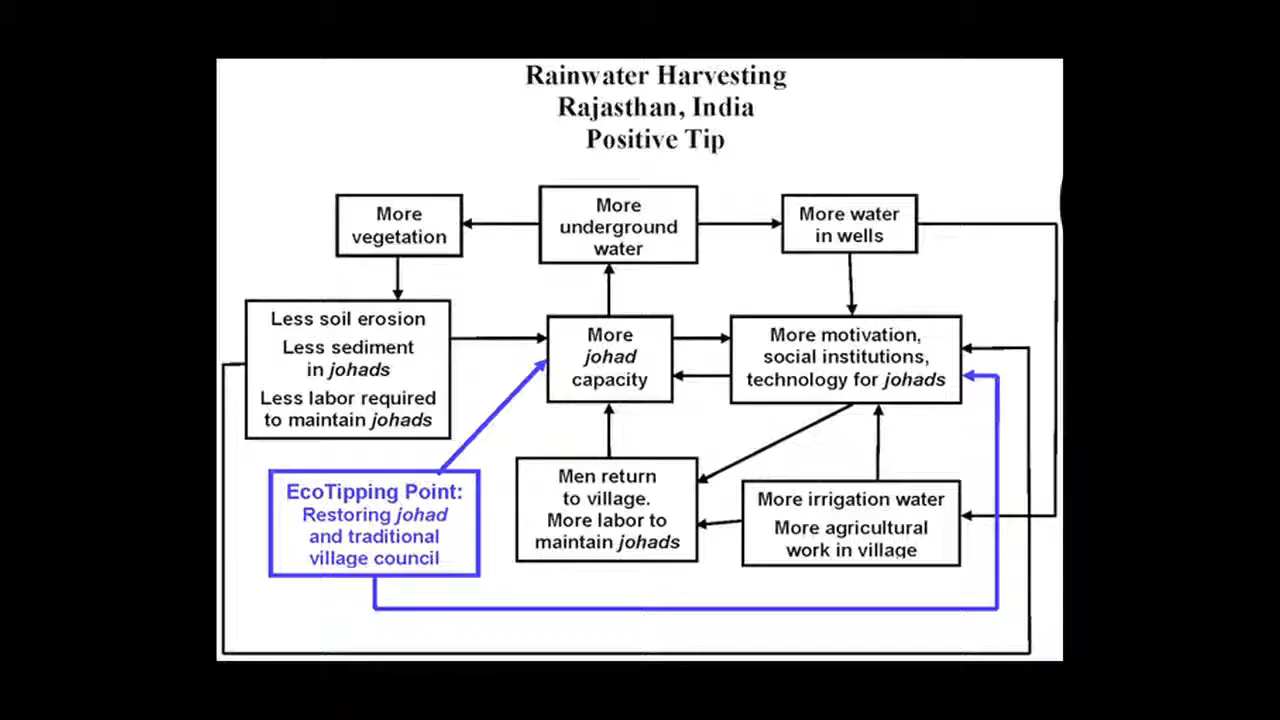 Rainwater Harvesting
Rajasthan, India
Positive Tip
More
vegetation
More
underground
water
More water
in wells
Less soil erosion
Less sediment
in johads
Less labor required
to maintain johads
More
johad
capacity
More motivation,
social institutions,
technology for johads
EcoTipping Point:
Restoring johad
and traditional
village council
Men return
to village.
More labor to
maintain johads
More irrigation water
More agricultural
work in village